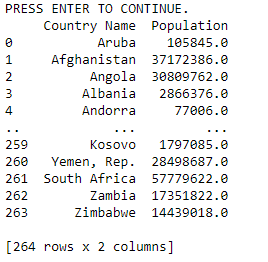 PRESS ENTER TO CONTINUE.
Country Name Population
0 Aruba 105845.0
1 Afghanistan 37172386.0
2 Angola 30809762.0
3 Albania 2866376.0
4 Andorra 77006.0
.. ... ...
259 Kosovo 1797085.0
260 Yemen, Rep. 28498687.0
261 South Africa 57779622.0
262 Zambia 17351822.0
263 Zimbabwe 14439018.0
[264 rows x 2 columns]